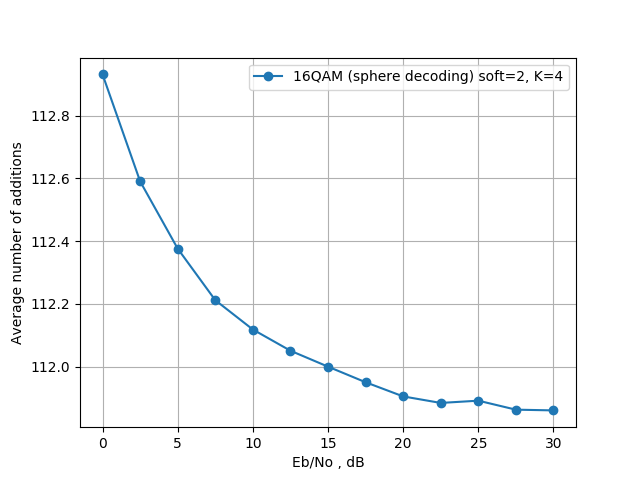 16QAM (sphere decoding) soft=2, K=4
Average number of additions
112.8
112.6
112.4
112.2
112.0
0 5 10 15 20 25 30
Eb/No , dB